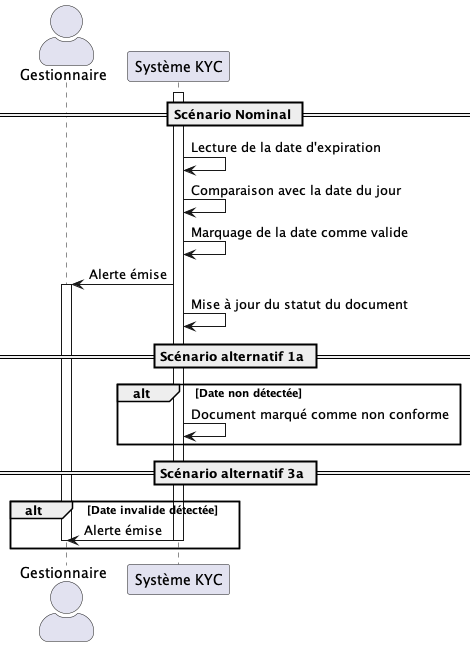 Gestionnaire
Système KYC
Scénario Nominal
Lecture de la date d'expiration
Comparaison avec la date du jour
Marquage de la date comme valide
Alerte émise
Mise à jour du statut du document
Scénario alternatif 1a
alt [Date non détectée]
Document marqué comme non conforme
Scénario alternatif 3a
alt [Date invalide détectée]
Alerte émise
Gestionnaire
Système KYC